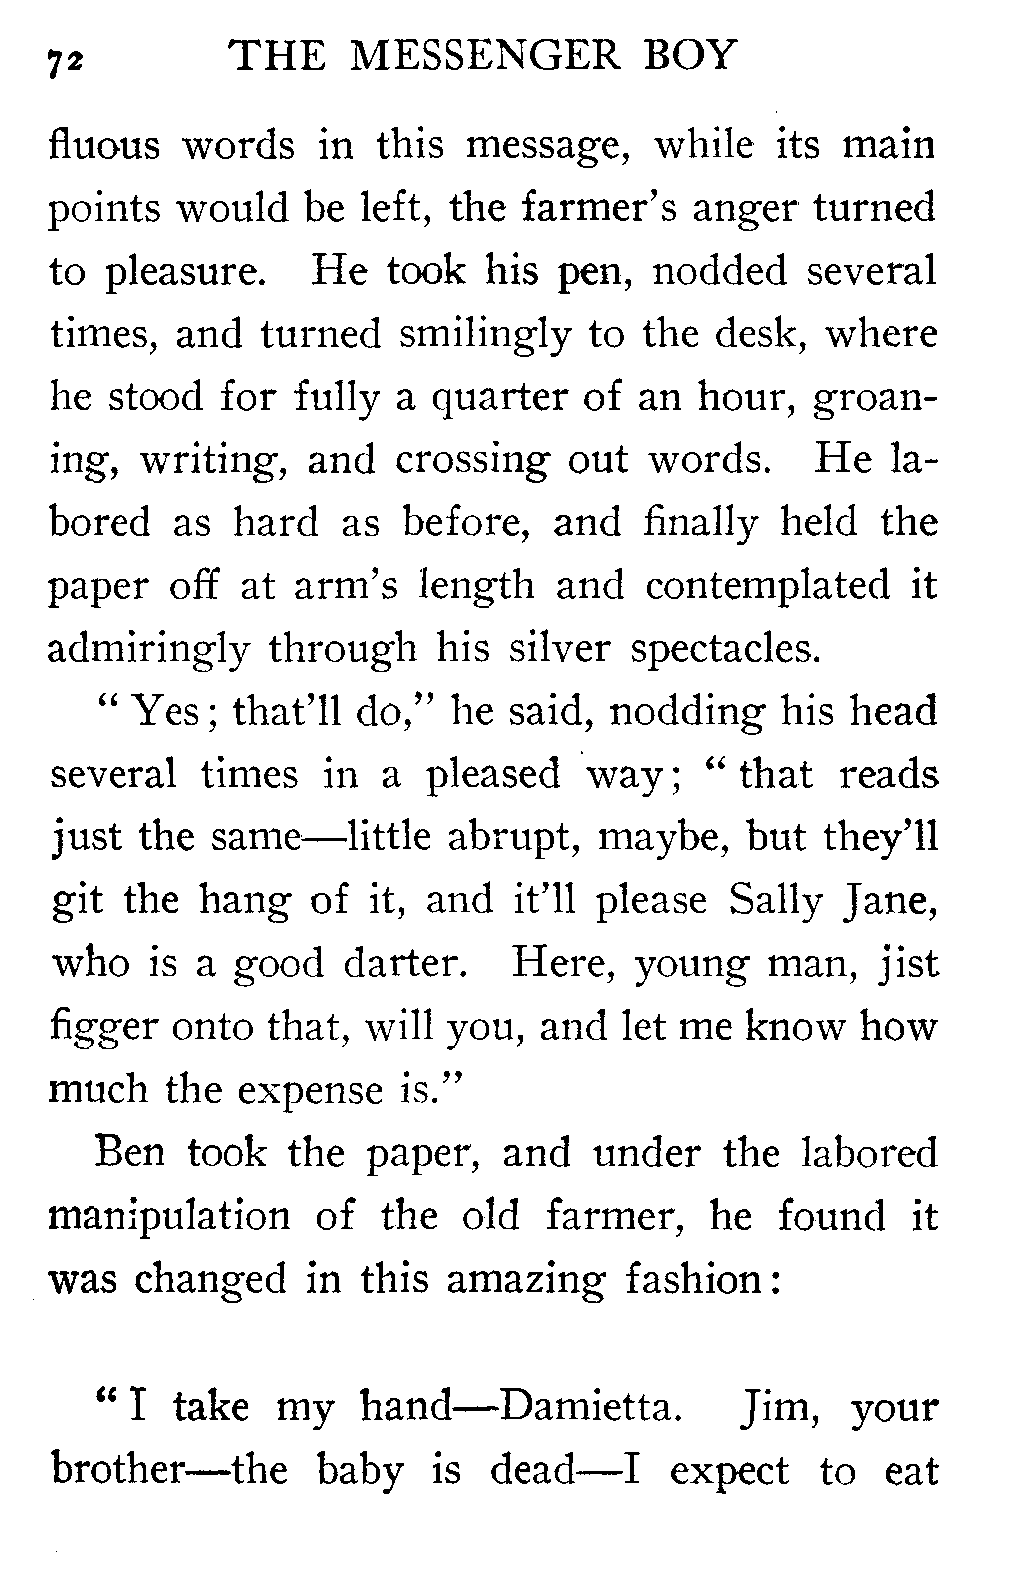 72 THE MESSENGER BOY
fluous words in this message, while its main
points would be left, the farmer's anger turned
to pleasure. He took his pen, nodded several
times, and turned smilingly to the desk, where
he stood for fully a quarter of an hour, groan-
ing, writing, and crossing out words. He la-
bored as hard as before, and finally held the
paper off at arm's length and contemplated it
admiringly through his silver spectacles.
" Yes ; that'll do," he said, nodding his head
several times in a pleased way ; " that reads
just the same—little abrupt, maybe, but they'll
git the hang of it, and it'll please Sally Jane,
who is a good darter. Here, young man, jist
figger onto that, will you, and let me know how
much the expense is."
Ben took the paper, and under the labored
manipulation of the old farmer, he found it
was changed in this amazing fashion :
" I take my hand—Damietta. Jim, your
brother—the baby is dead—I expect to eat